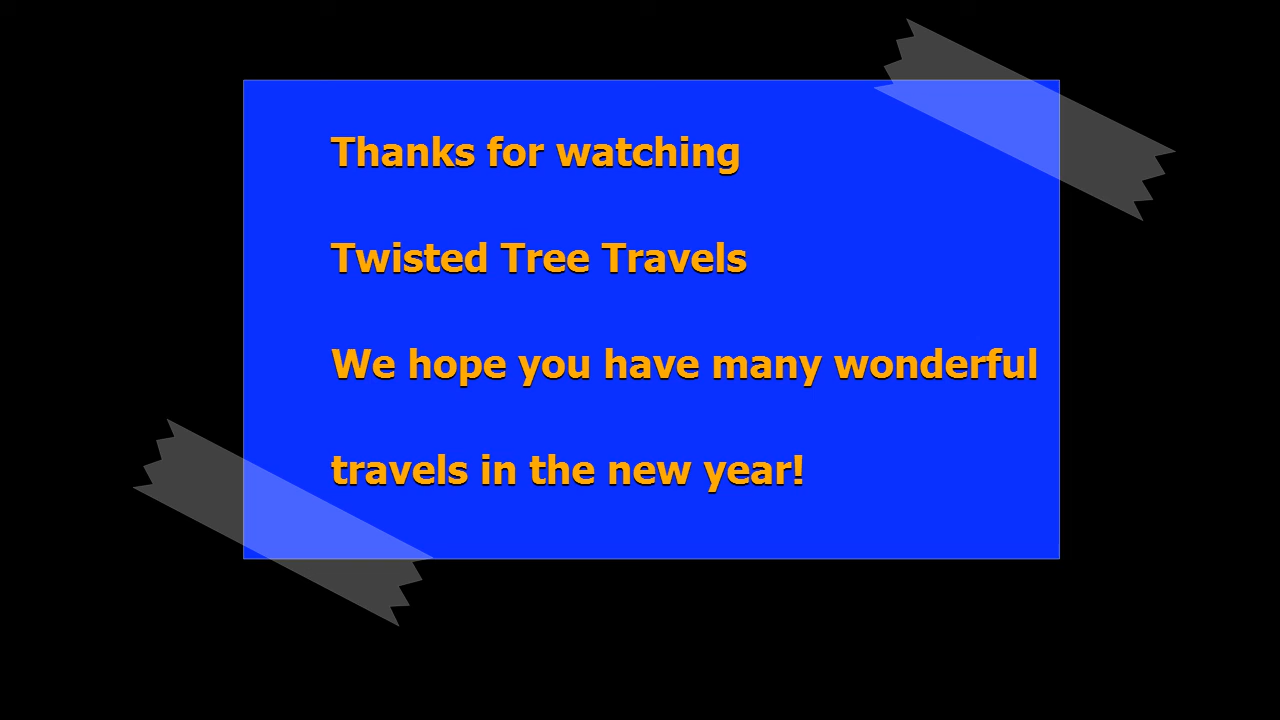 Thanks for watching
Twisted Tree Travels
We hope you have many wonderful
travels in the new year!